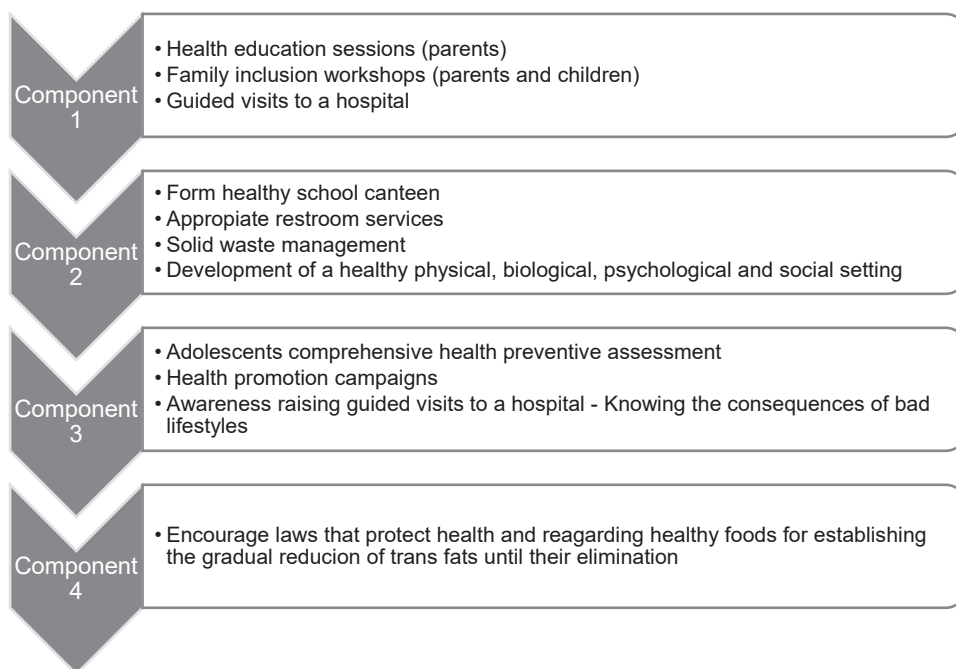 Component
1
• Health education sessions (parents)
• Family inclusion workshops (parents and children)
• Guided visits to a hospital
Component
2
• Form healthy school canteen
• Appropiate restroom services
• Solid waste management
• Development of a healthy physical, biological, psychological and social setting
Component
3
• Adolescents comprehensive health preventive assessment
• Health promotion campaigns
• Awareness raising guided visits to a hospital - Knowing the consequences of bad
lifestyles
Component
4
• Encourage laws that protect health and reagarding healthy foods for establishing
the gradual reducion of trans fats until their elimination